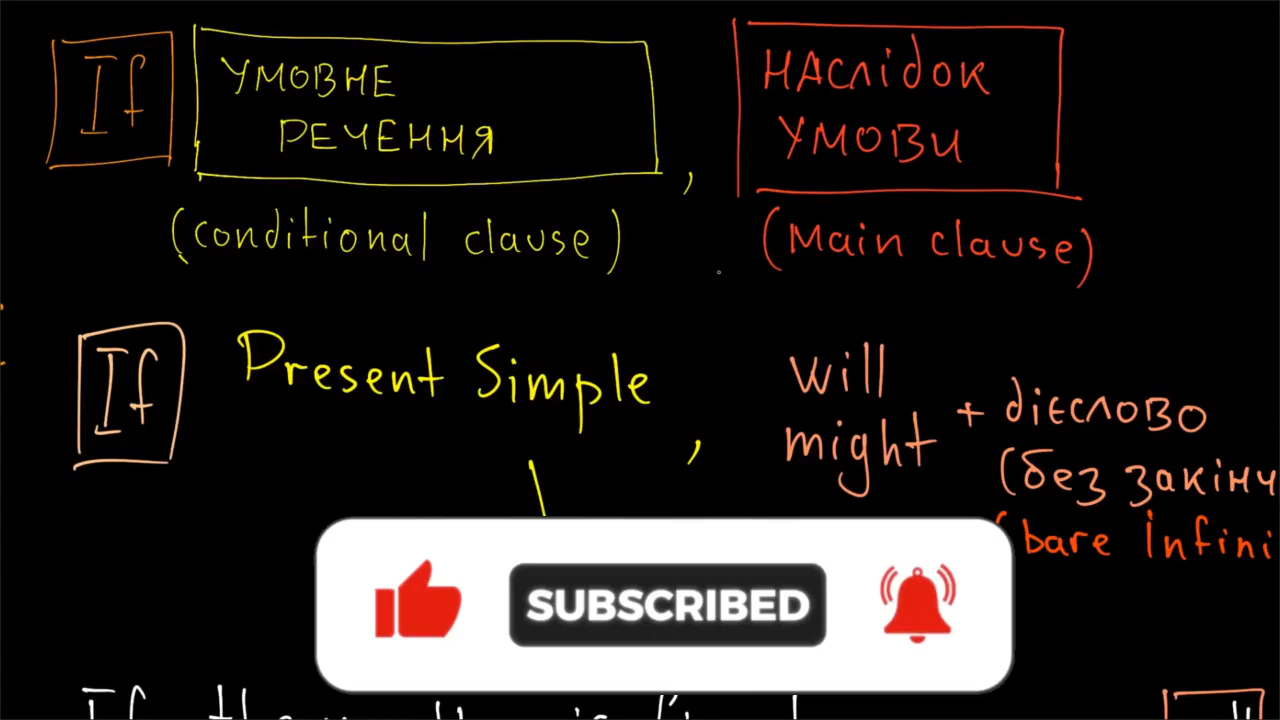 If УМОВНЕ РЕЧЕННЯ , НАСлідОК УМОВИ
(conditional clause) (Main clause)
If Present Simple , will might + дієслово
(без закінч
(bare Infini
SUBSCRIBED
If